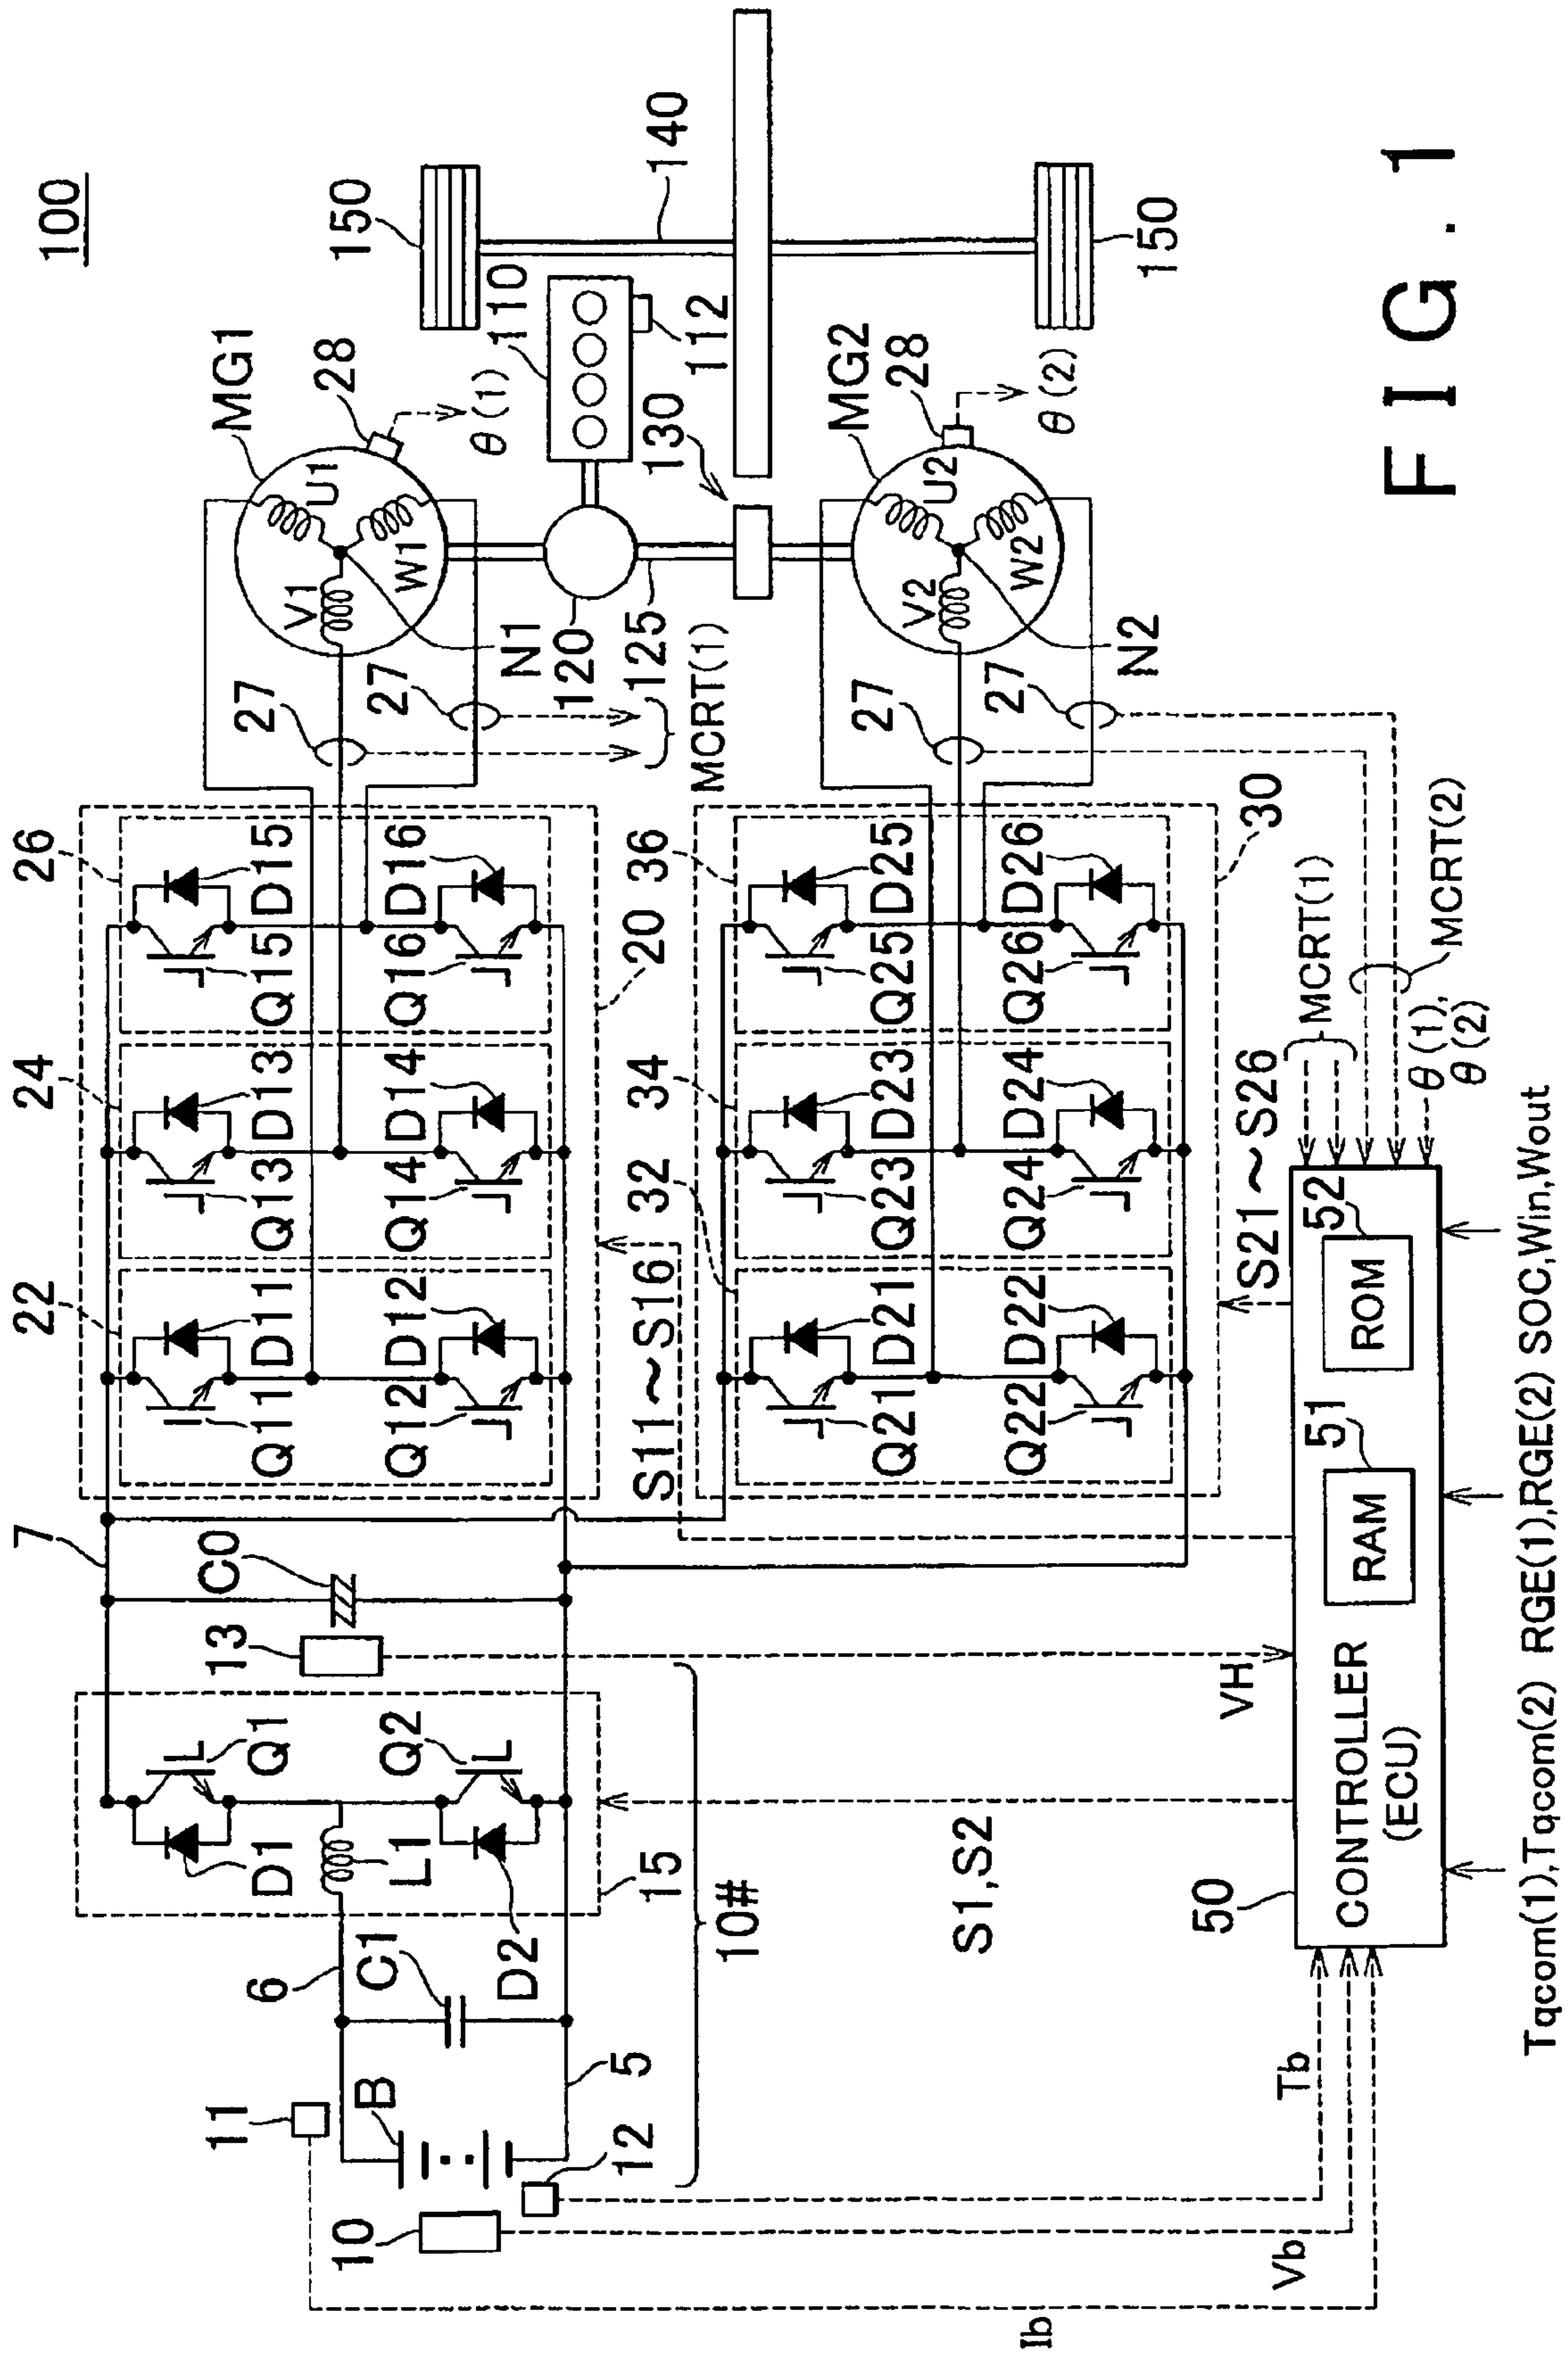 100
7
22
24
26
11
10
B
12
5
6
C1
D1
L1
D2
Q1
Q2
15
13
C0
10#
Q11
D11
Q12
D12
Q13
D13
Q14
D14
Q15
D15
Q16
D16
20
27
27
MCRT(1)
MG1
U1
V1
W1
N1
28
θ(1)
120
125
110
112
130
140
150
150
S11~S16
32
34
36
Q21
D21
Q22
D22
Q23
D23
Q24
D24
Q25
D25
Q26
D26
30
27
27
MG2
U2
V2
W2
N2
28
θ(2)
S1,S2
VH
S21~S26
MCRT(1)
MCRT(2)
θ(1),
θ(2)
Tb
Vb
Ib
50
CONTROLLER
(ECU)
RAM
51
ROM
52
Tqcom(1),Tqcom(2) RGE(1),RGE(2) SOC,Win,Wout
FIG. 1